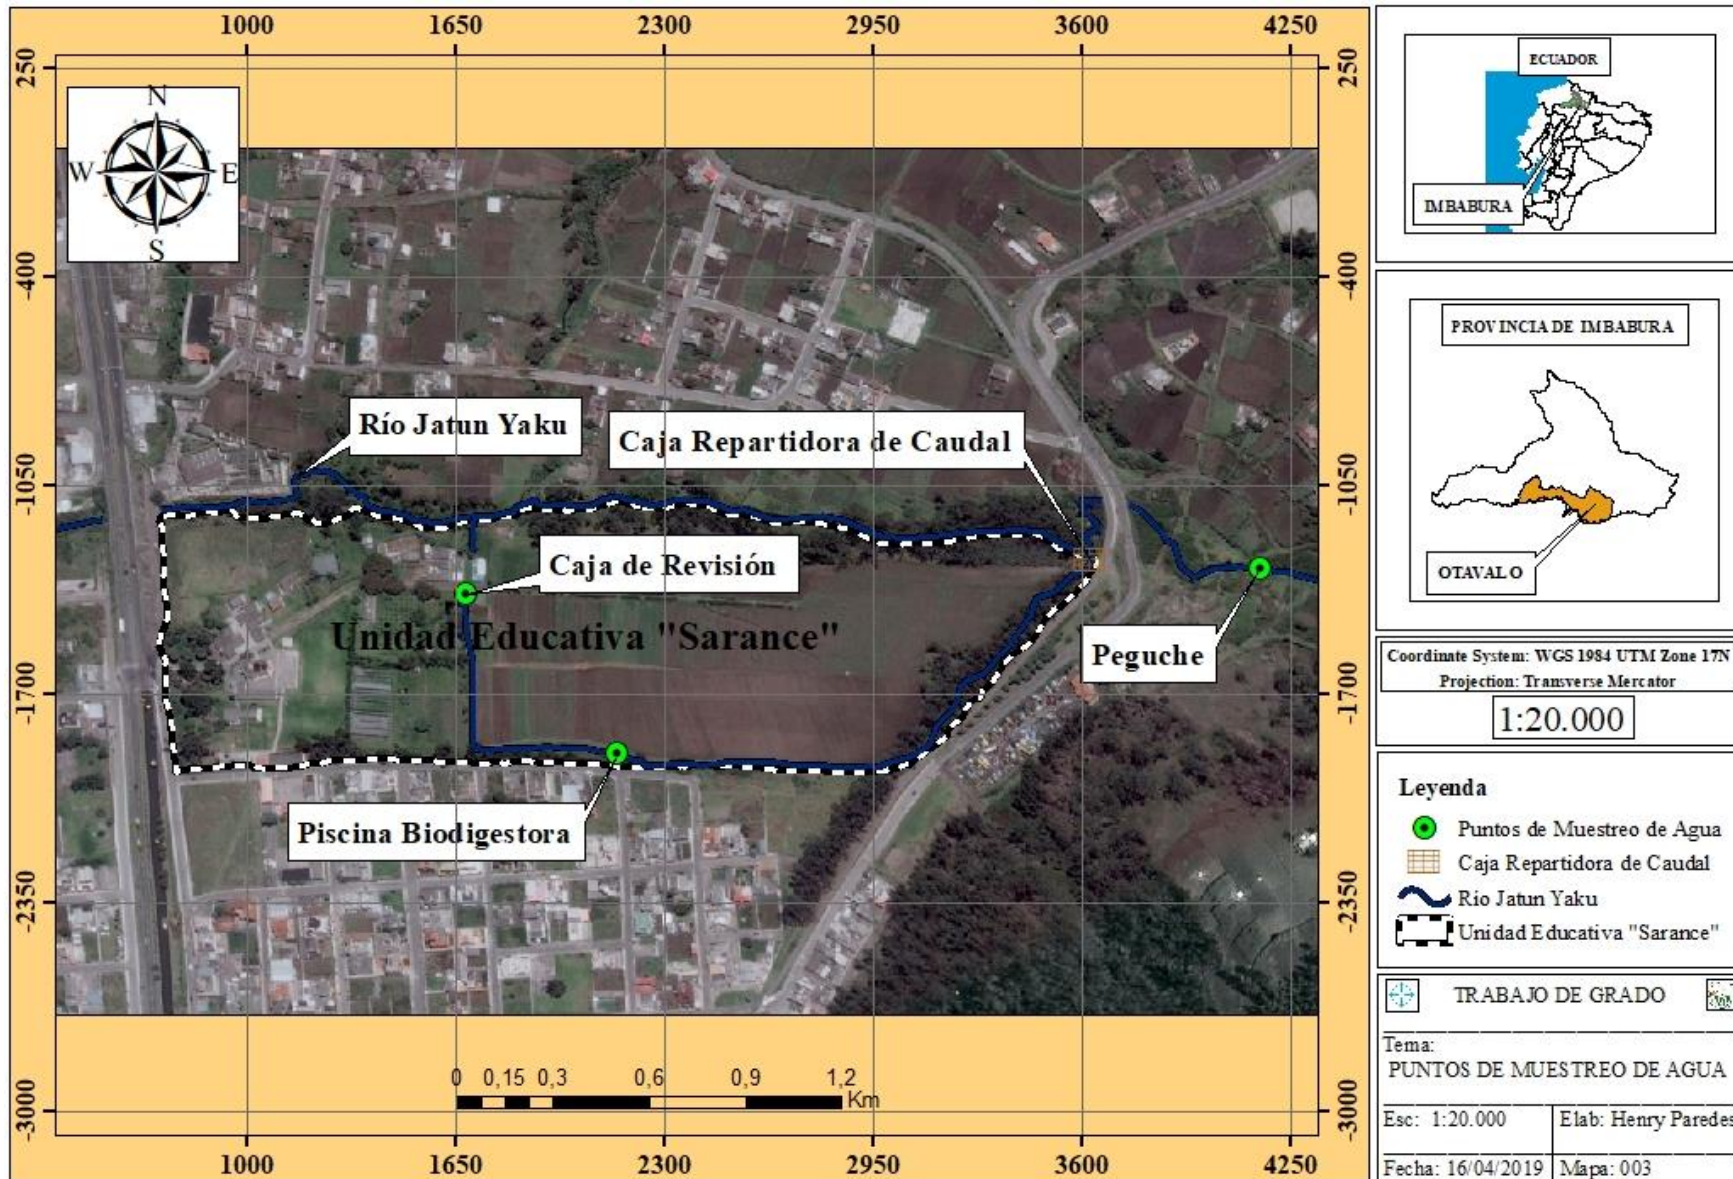 1000 1650 2300 2950 3600 4250
250 250
N
W E
S
-400 -400
Río Jatun Yaku
Caja Repartidora de Caudal
-1050 -1050
Caja de Revisión
Unidad Educativa "Sarance"
Peguche
-1700 -1700
Piscina Biodigestora
-2350 -2350
0 0,15 0,3 0,6 0,9 1,2
Km
-3000 -3000
1000 1650 2300 2950 3600 4250
ECUADOR
IMBABURA
PROVINCIA DE IMBABURA
OTAVALO
Coordinate System: WGS 1984 UTM Zone 17N
Projection: Transverse Mercator
1:20.000
Leyenda
Puntos de Muestreo de Agua
Caja Repartidora de Caudal
Río Jatun Yaku
Unidad Educativa "Sarance"
TRABAJO DE GRADO
Tema:
PUNTOS DE MUESTREO DE AGUA
Esc: 1:20.000 Elab: Henry Paredes
Fecha: 16/04/2019 Mapa: 003